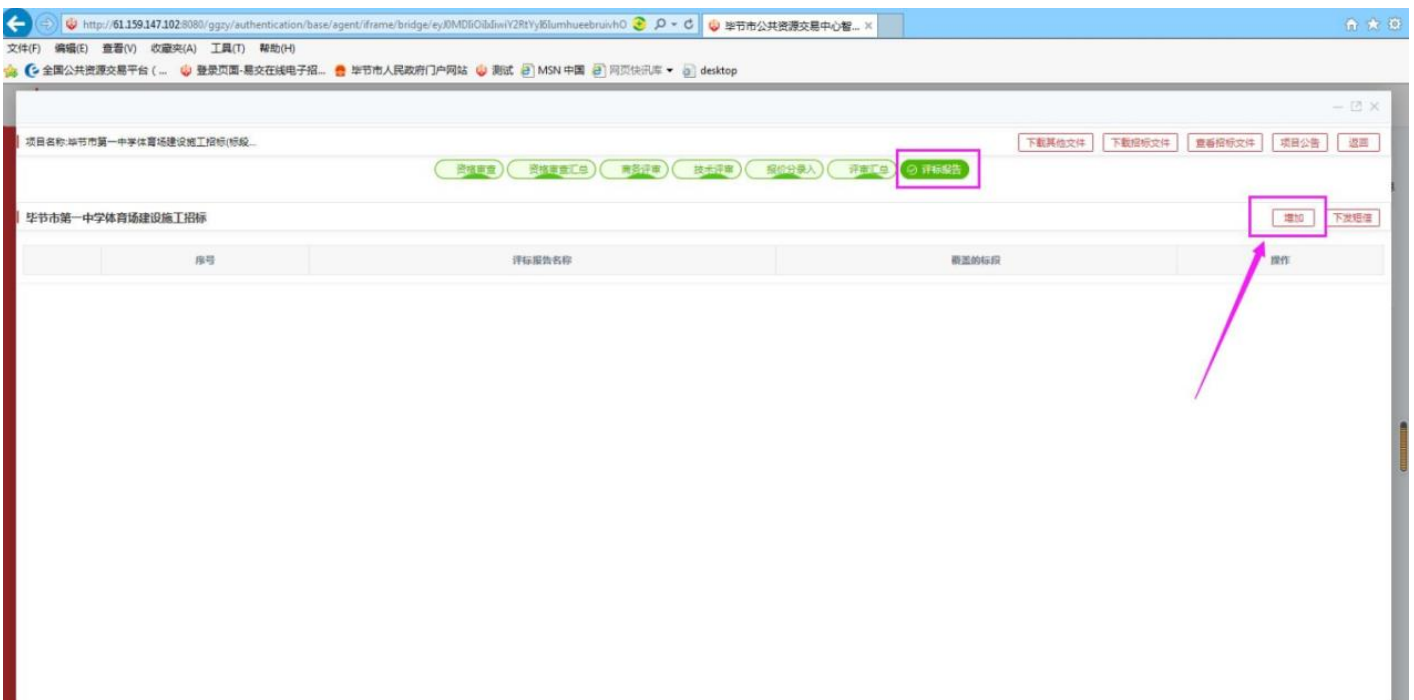 http://61.159.147.102:8080/ggzy/authentication/base/agent/iframe/bridge/
毕节市公共资源交易中心智... ×
文件(F) 编辑(E) 查看(V) 收藏夹(A) 工具(T) 帮助(H)
全国公共资源交易平台 (... 登录页面-易交在线电子招... 毕节市人民政府门户网站 测试 MSN 中国 网页快讯库 desktop
项目名称:毕节市第一中学体育场建设施工招标(标段...
下载其他文件 下载招标文件 查看招标文件 项目公告 返回
资格审查 资格审查汇总 商务评审 技术评审 报价分录入 评审汇总 评标报告
毕节市第一中学体育场建设施工招标
增加 下发短信
序号 评标报告名称 覆盖的标段 操作